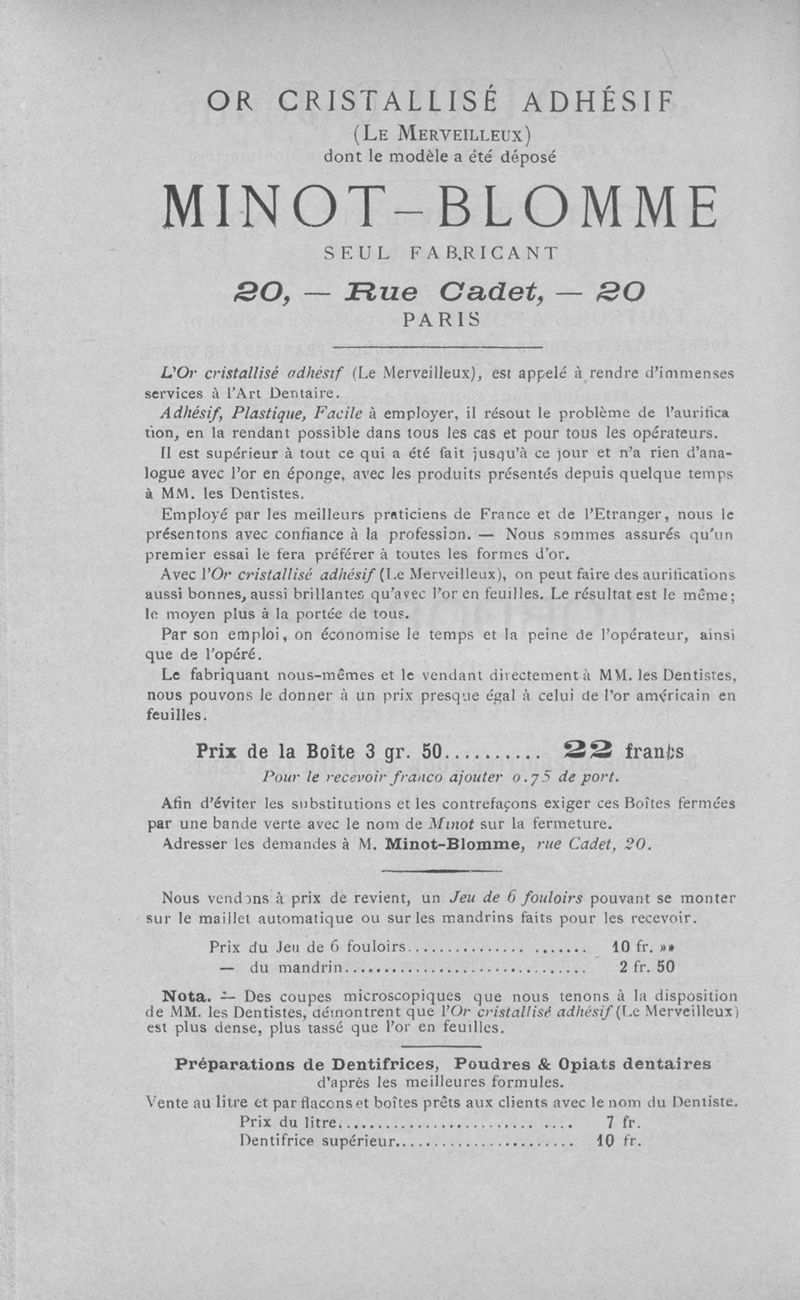 OR CRISTALLISÉ ADHÉSIF
(LE MERVEILLEUX)
dont le modèle a été déposé
MINOT-BLOMME
SEUL FABRICANT
20, — Rue Cadet, — 20
PARIS
L'Or cristallisé adhésif (Le Merveilleux), est appelé à rendre d'immenses
services à l'Art Dentaire.
Adhésif, Plastique, Facile à employer, il résout le problème de l'aurifica
tion, en la rendant possible dans tous les cas et pour tous les opérateurs.
Il est supérieur à tout ce qui a été fait jusqu'à ce jour et n'a rien d'ana-
logue avec l'or en éponge, avec les produits présentés depuis quelque temps
à MM. les Dentistes.
Employé par les meilleurs praticiens de France et de l'Etranger, nous le
présentons avec confiance à la profession. — Nous sommes assurés qu'un
premier essai le fera préférer à toutes les formes d'or.
Avec l'Or cristallisé adhésif (Le Merveilleux), on peut faire des aurifications
aussi bonnes, aussi brillantes qu'avec l'or en feuilles. Le résultat est le même;
le moyen plus à la portée de tous.
Par son emploi, on économise le temps et la peine de l'opérateur, ainsi
que de l'opéré.
Le fabriquant nous-mêmes et le vendant directement à MM. les Dentistes,
nous pouvons le donner à un prix presque égal à celui de l'or américain en
feuilles.
Prix de la Boîte 3 gr. 50.......... 22 francs
Pour le recevoir franco ajouter 0.75 de port.
Afin d'éviter les substitutions et les contrefaçons exiger ces Boîtes fermées
par une bande verte avec le nom de Minot sur la fermeture.
Adresser les demandes à M. Minot-Blomme, rue Cadet, 20.
Nous vendons à prix de revient, un Jeu de 6 fouloirs pouvant se monter
sur le maillet automatique ou sur les mandrins faits pour les recevoir.
Prix du Jeu de 6 fouloirs...................... 10 fr. »»
— du mandrin............................... 2 fr. 50
Nota. — Des coupes microscopiques que nous tenons à la disposition
de MM. les Dentistes, démontrent que l'Or cristallisé adhésif (Le Merveilleux)
est plus dense, plus tassé que l'or en feuilles.
Préparations de Dentifrices, Poudres & Opiats dentaires
d'après les meilleures formules.
Vente au litre et par flacons et boîtes prêts aux clients avec le nom du Dentiste.
Prix du litre............................. 7 fr.
Dentifrice supérieur....................... 10 fr.